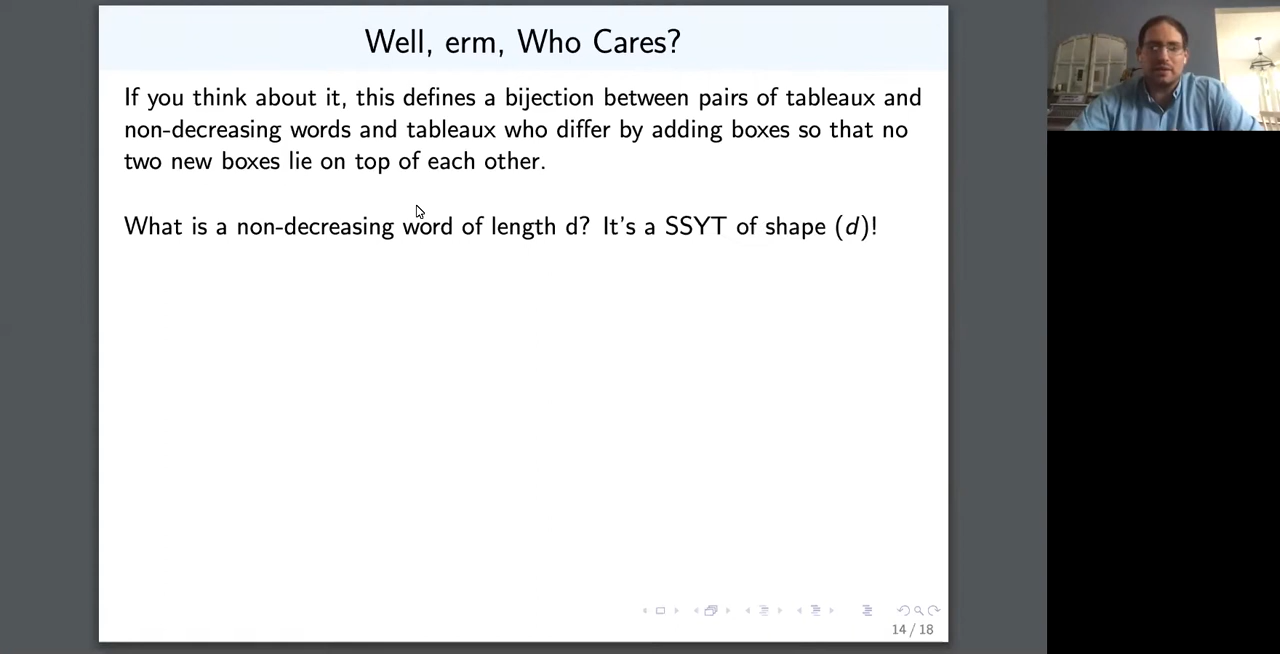 Well, erm, Who Cares?
If you think about it, this defines a bijection between pairs of tableaux and
non-decreasing words and tableaux who differ by adding boxes so that no
two new boxes lie on top of each other.
What is a non-decreasing word of length d? It's a SSYT of shape (d)!
14 / 18